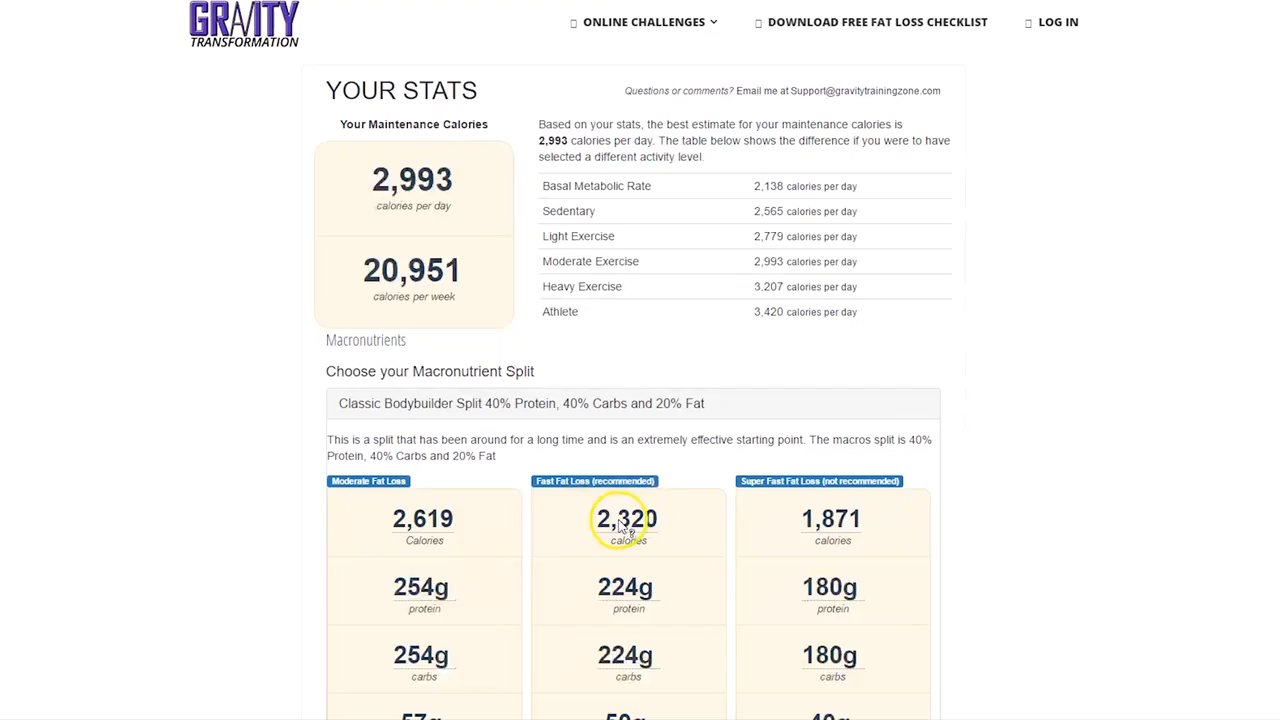 GRAVITY
TRANSFORMATION
ONLINE CHALLENGES
DOWNLOAD FREE FAT LOSS CHECKLIST
LOG IN
YOUR STATS
Questions or comments? Email me at Support@gravitytrainingzone.com
Your Maintenance Calories
2,993
calories per day
20,951
calories per week
Based on your stats, the best estimate for your maintenance calories is
2,993 calories per day. The table below shows the difference if you were to have
selected a different activity level.
Basal Metabolic Rate 2,138 calories per day
Sedentary 2,565 calories per day
Light Exercise 2,779 calories per day
Moderate Exercise 2,993 calories per day
Heavy Exercise 3,207 calories per day
Athlete 3,420 calories per day
Macronutrients
Choose your Macronutrient Split
Classic Bodybuilder Split 40% Protein, 40% Carbs and 20% Fat
This is a split that has been around for a long time and is an extremely effective starting point. The macros split is 40%
Protein, 40% Carbs and 20% Fat
Moderate Fat Loss Fast Fat Loss (recommended) Super Fast Fat Loss (not recommended)
2,619 2,320 1,871
Calories calories calories
254g 224g 180g
protein protein protein
254g 224g 180g
carbs carbs carbs